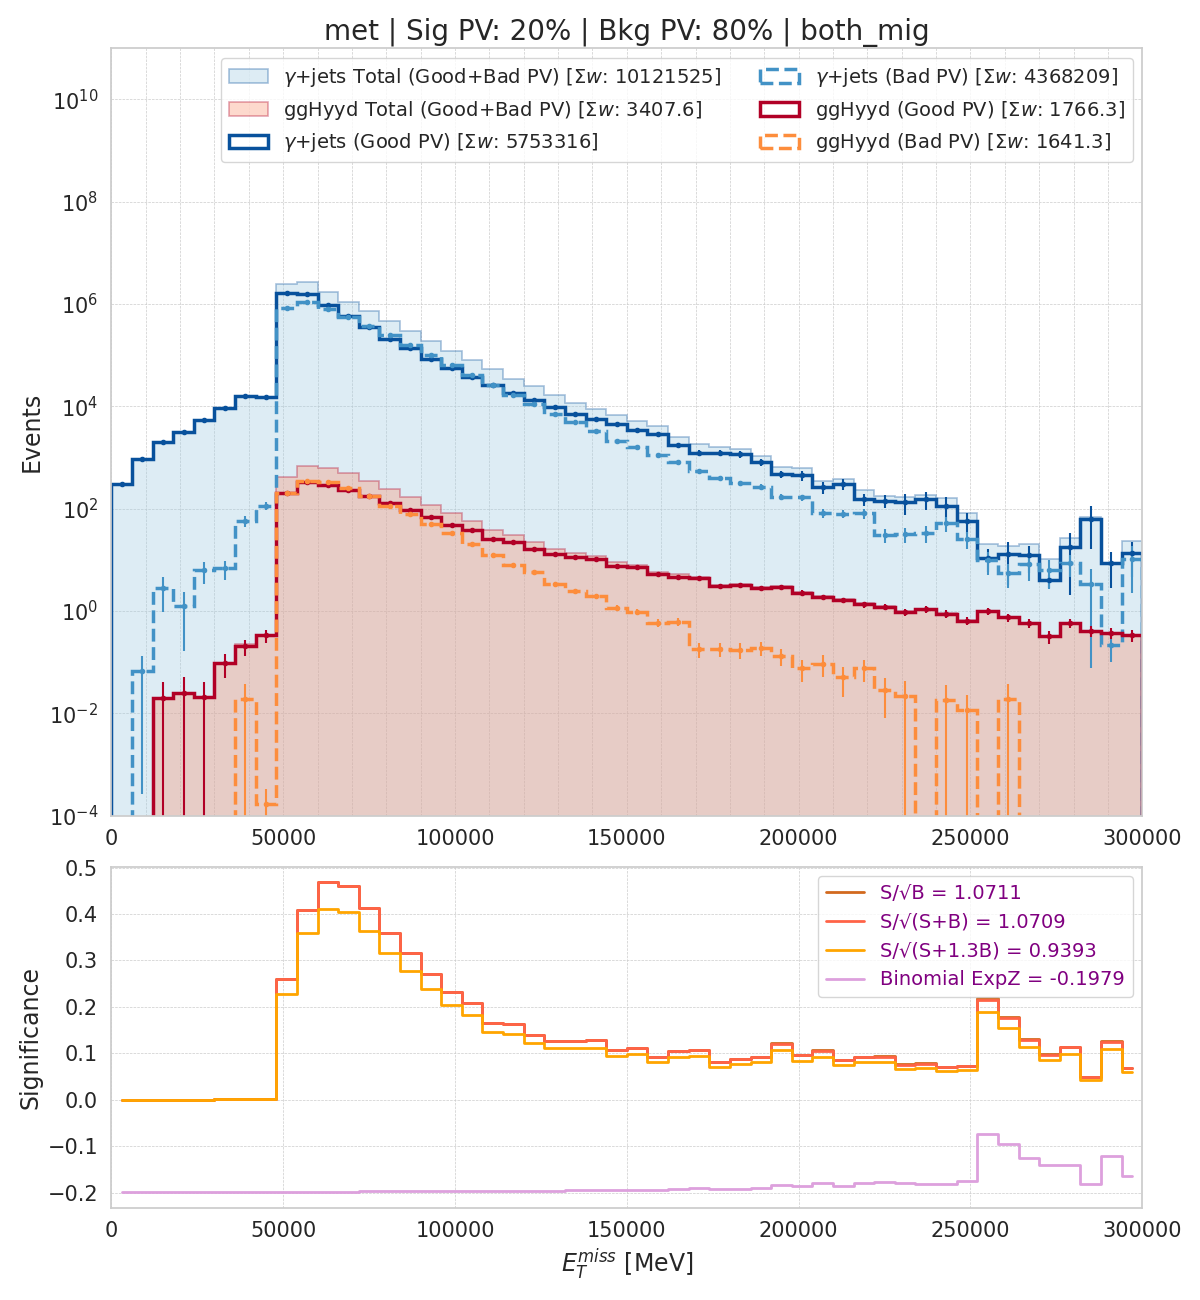 met | Sig PV: 20% | Bkg PV: 80% | both_mig
γ+jets Total (Good+Bad PV) [Σw: 10121525]
ggHyyd Total (Good+Bad PV) [Σw: 3407.6]
γ+jets (Good PV) [Σw: 5753316]
γ+jets (Bad PV) [Σw: 4368209]
ggHyyd (Good PV) [Σw: 1766.3]
ggHyyd (Bad PV) [Σw: 1641.3]
Events
10^10
10^8
10^6
10^4
10^2
10^0
10^−2
10^−4
0 50000 100000 150000 200000 250000 300000
Significance
0.5
0.4
0.3
0.2
0.1
0.0
−0.1
−0.2
S/√B = 1.0711
S/√(S+B) = 1.0709
S/√(S+1.3B) = 0.9393
Binomial ExpZ = -0.1979
0 50000 100000 150000 200000 250000 300000
E_T^miss [MeV]